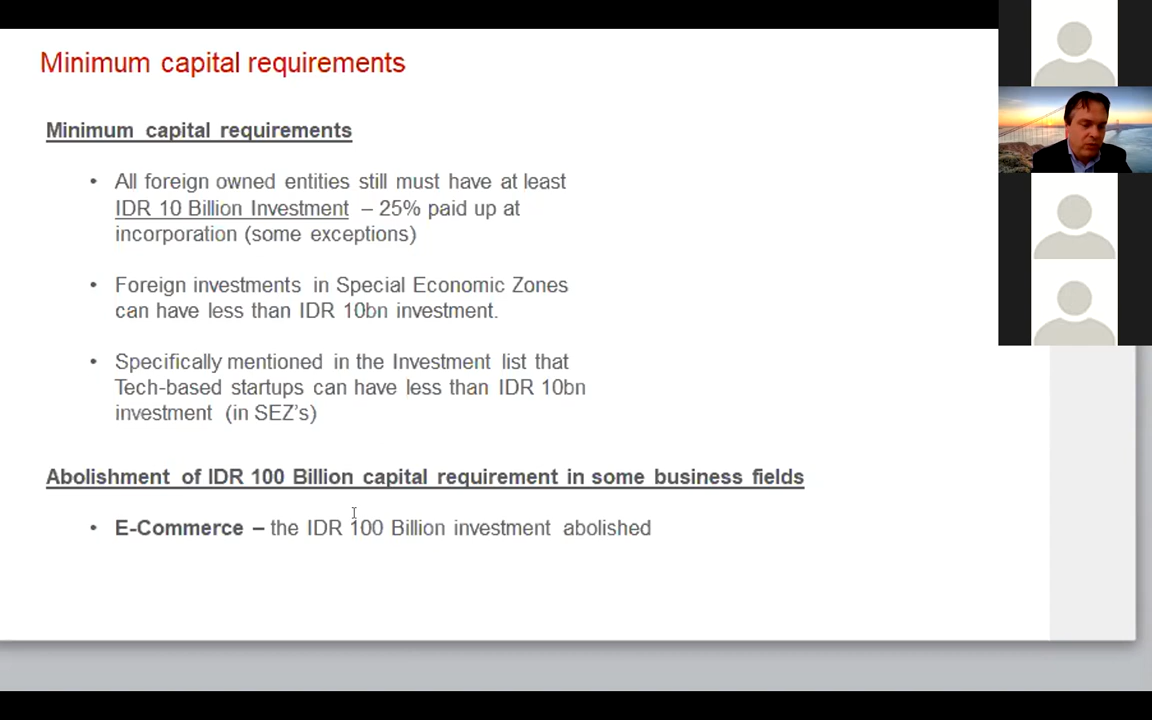 Minimum capital requirements
Minimum capital requirements
• All foreign owned entities still must have at least
IDR 10 Billion Investment – 25% paid up at
incorporation (some exceptions)
• Foreign investments in Special Economic Zones
can have less than IDR 10bn investment.
• Specifically mentioned in the Investment list that
Tech-based startups can have less than IDR 10bn
investment (in SEZ's)
Abolishment of IDR 100 Billion capital requirement in some business fields
• E-Commerce – the IDR 100 Billion investment abolished